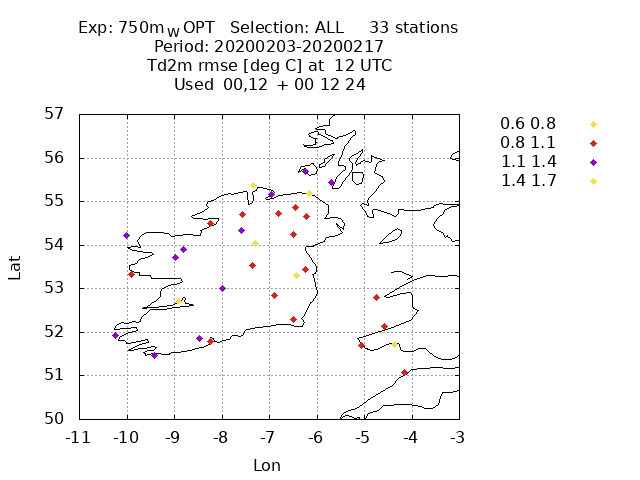 Exp: 750m_W OPT Selection: ALL 33 stations
Period: 20200203-20200217
Td2m rmse [deg C] at 12 UTC
Used 00,12 + 00 12 24
0.6 0.8
0.8 1.1
1.1 1.4
1.4 1.7
57
56
55
54
53
52
51
50
Lat
-11 -10 -9 -8 -7 -6 -5 -4 -3
Lon